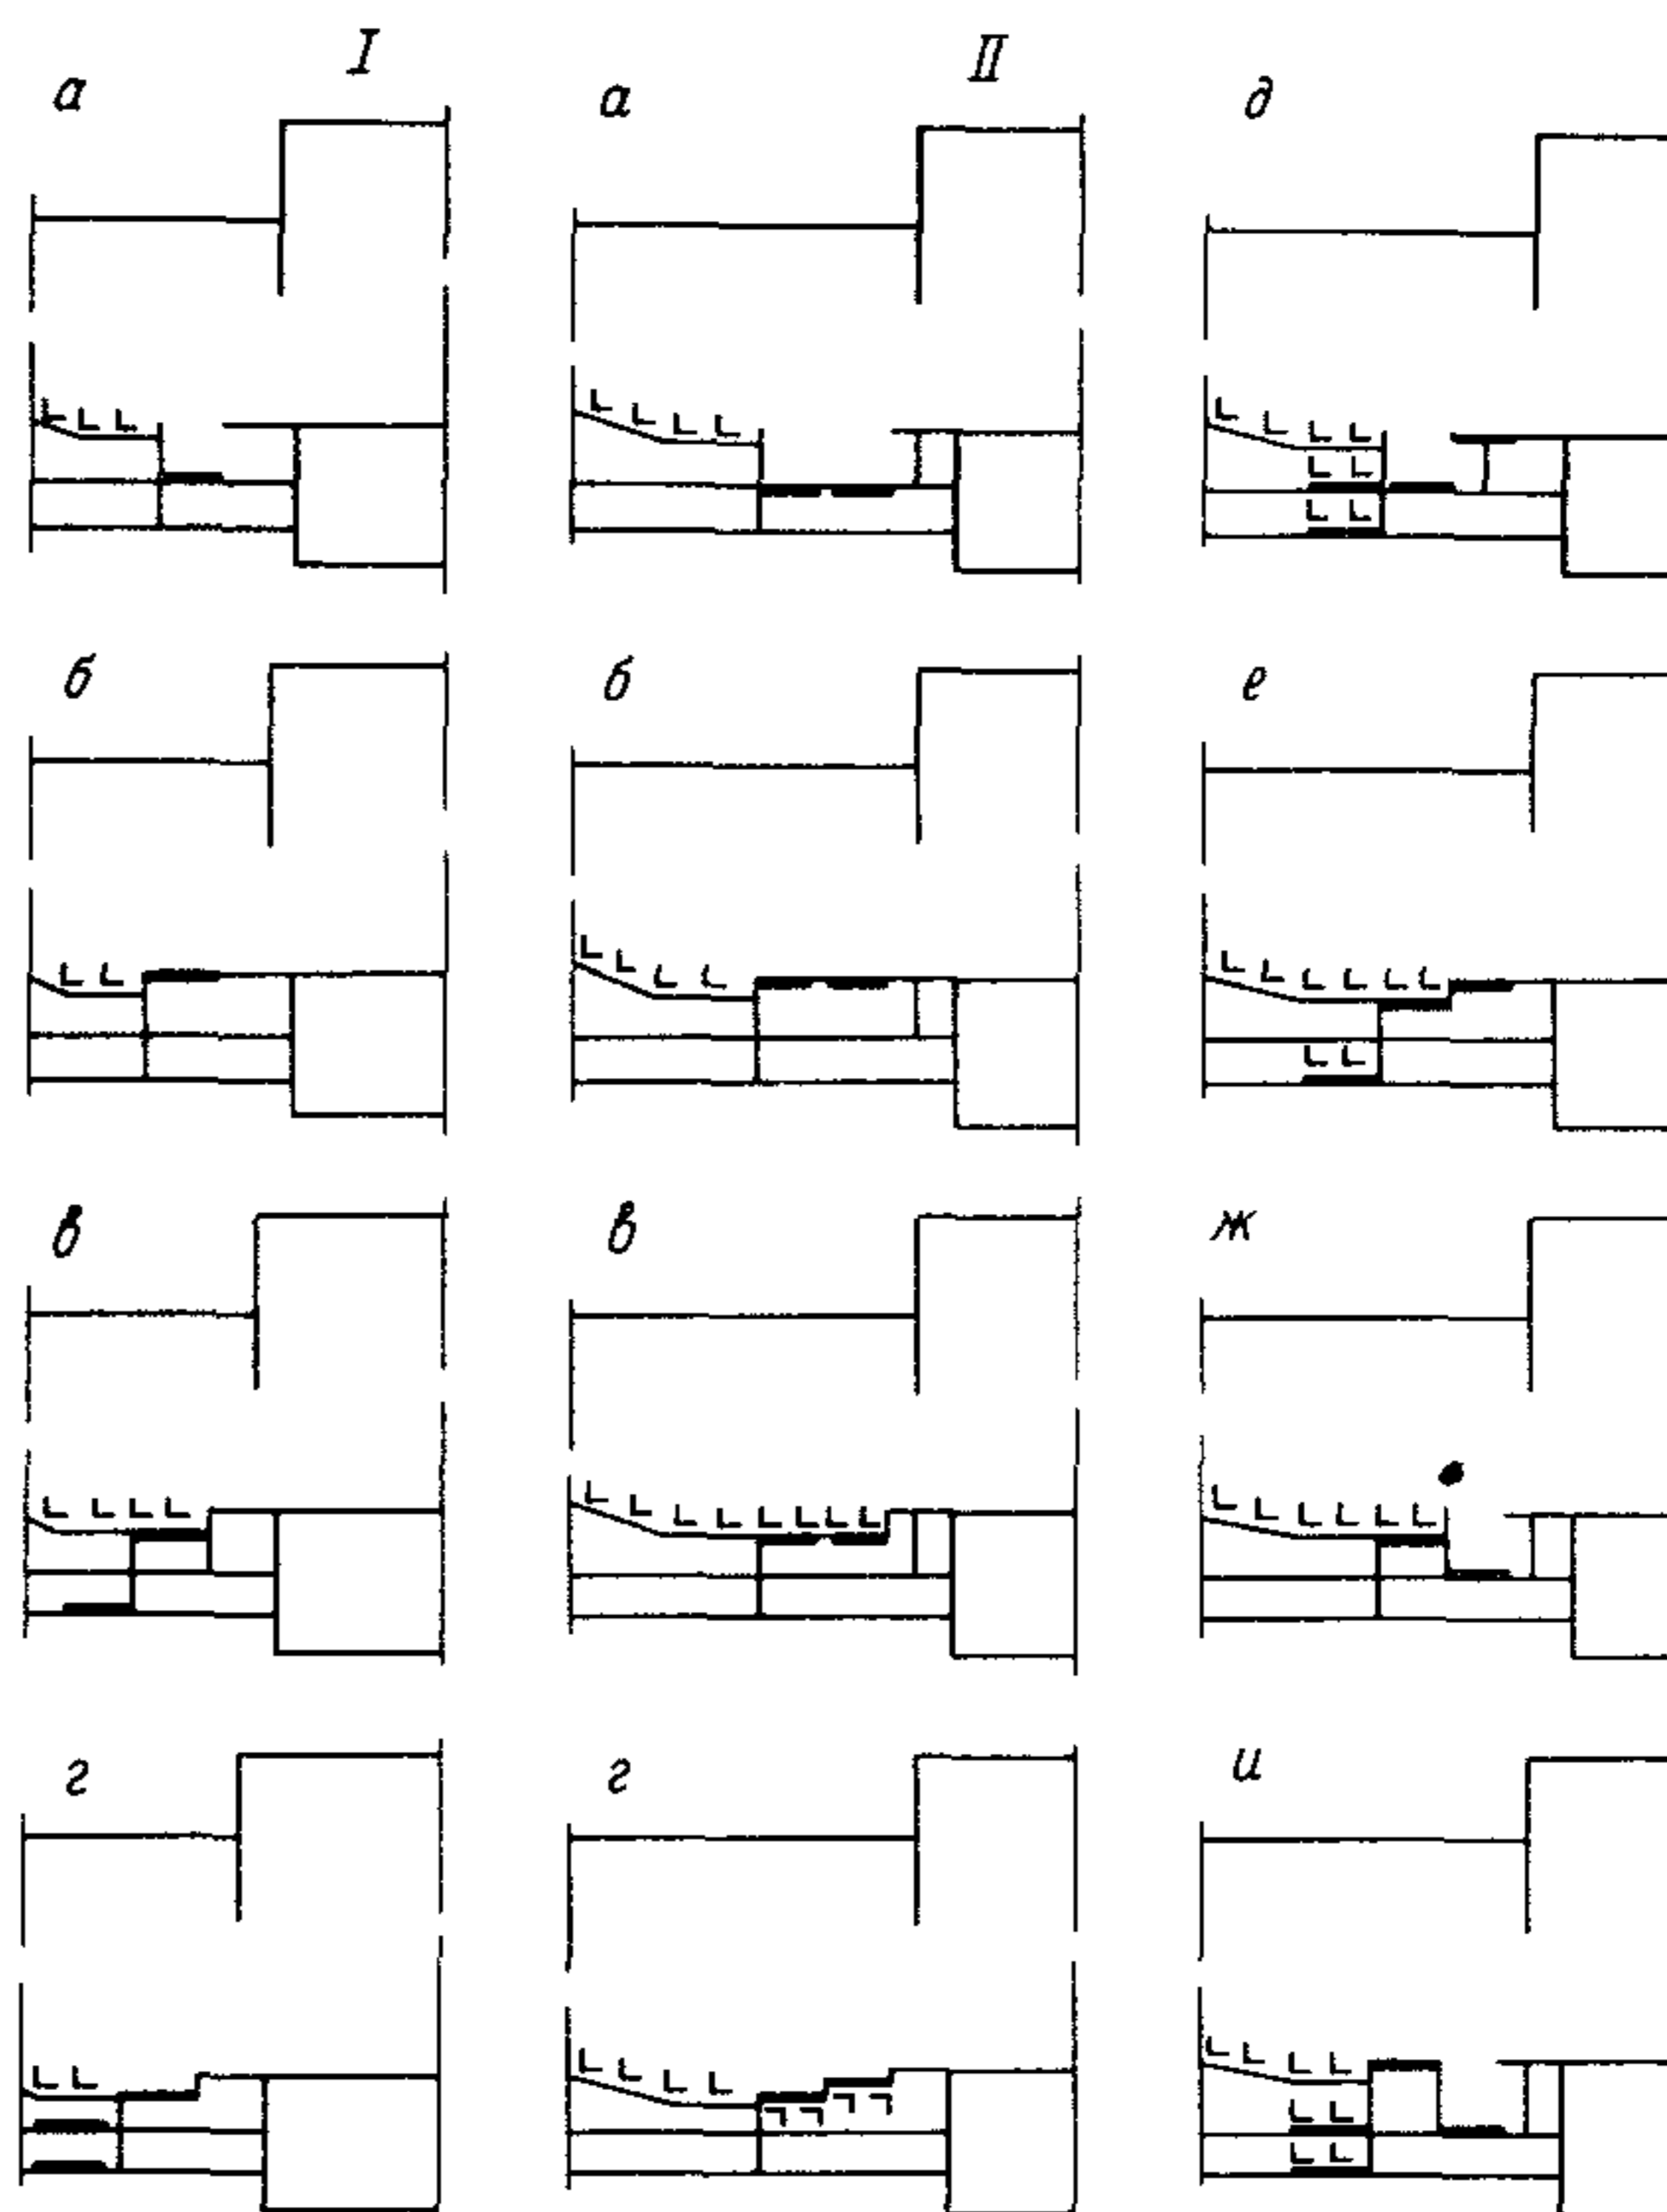 I II
а а д
б б е
в в ж
г г и